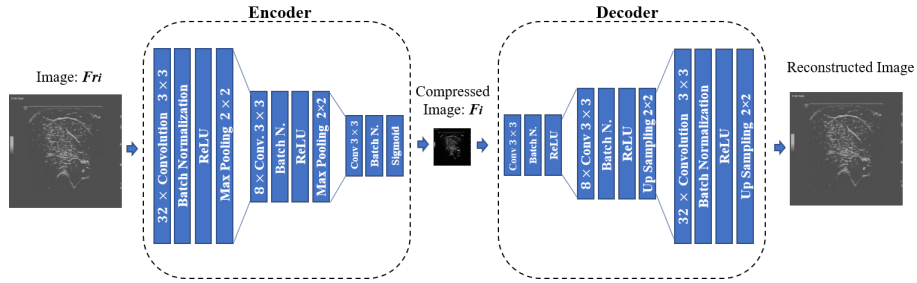 Encoder
Decoder
Image: Fri
32 × Convolution 3 × 3
Batch Normalization
ReLU
Max Pooling 2 × 2
8 × Conv. 3 × 3
Batch N.
ReLU
Max Pooling 2×2
Conv 3 × 3
Batch N.
Sigmoid
Compressed
Image: Fi
Conv 3 × 3
Batch N.
ReLU
8 × Conv 3 × 3
Batch N.
ReLU
Up Sampling 2×2
32 × Convolution 3 × 3
Batch Normalization
ReLU
Up Sampling 2×2
Reconstructed Image